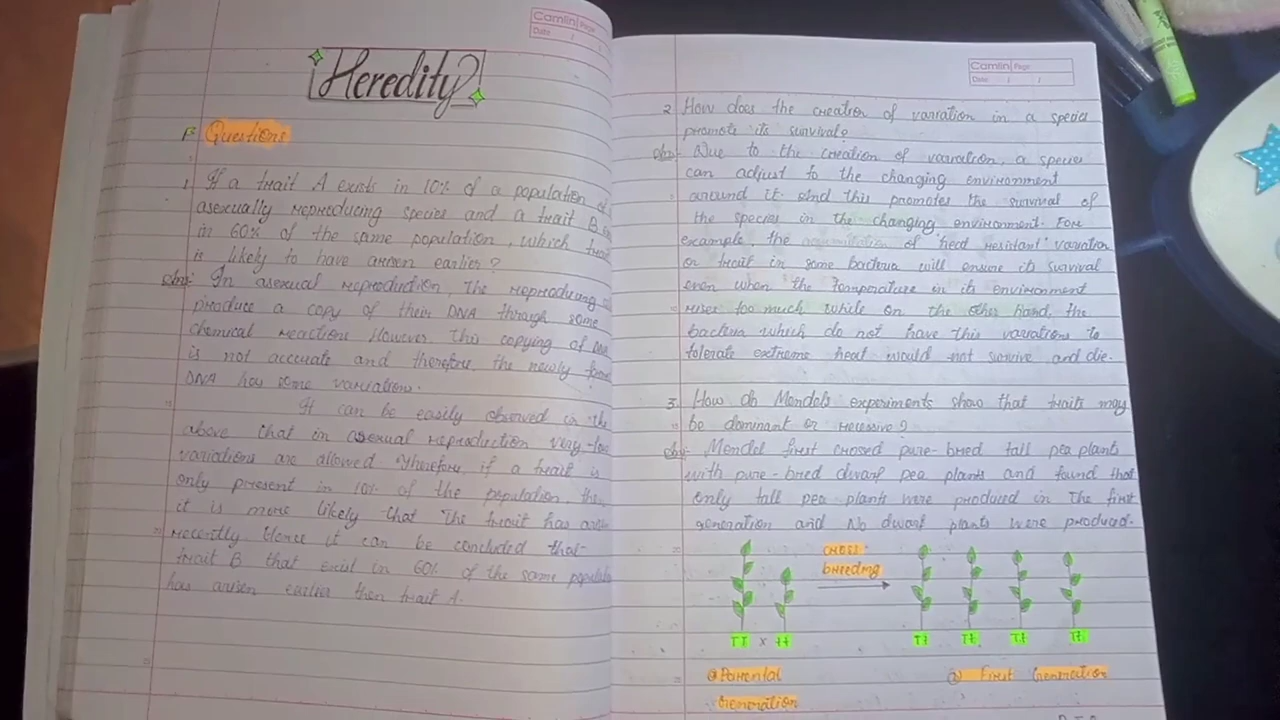 Camlin Page
Date / /
Heredity?
Questions
1. If a trait A exists in 10% of a population of
asexually reproducing species and a trait B
in 60% of the same population, which trait
is likely to have arisen earlier?
Ans:- In asexual reproduction, the reproducing
produce a copy of their DNA through some
chemical reactions However, this copying of DNA
is not accurate and therefore, the newly
DNA has some variation.
It can be easily observed in the
above that in asexual reproduction very-low
variations are allowed. Therefore, if a trait is
only present in 10% of the population,
it is more likely that the trait has
recently Hence it can be concluded that
trait B that exist in 60% of the same
has arisen earlier then trait A.
Camlin Page
Date / /
2. How does the creation of variation in a species
promote its survival?
Ans:- Due to the creation of variation, a species
can adjust to the changing environment
around it. And this promotes the survival of
the species in the changing environment. For
example, the accumulation of 'heat resistant' variation
or trait in some bacteria will ensure its survival
even when the temperature in its environment
rises too much while on the other hand, the
bactria which do not have this variations to
tolerate extreme heat would not survive and die.
3. How do Mendel's experiments show that traits may
be dominant or recessive?
Ans:- Mendel first crossed pure-bred tall pea plants
with pure-bred dwarf pea plants and found that
only tall pea plants were produced in the first
generation and No dwarf plants were produced.
cross
breeding
TT x tt
Tt Tt Tt Tt
Parental
Generation
First Generation